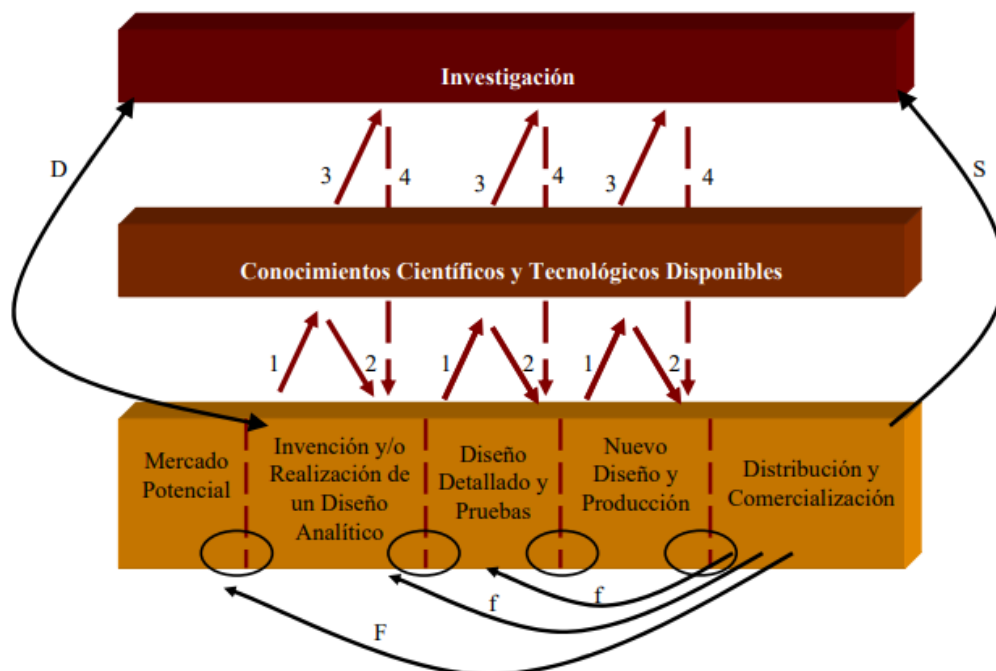 Investigación
D
S
3
4
3
4
3
4
Conocimientos Científicos y Tecnológicos Disponibles
1
2
1
2
1
2
Mercado
Potencial
Invención y/o
Realización de
un Diseño
Analítico
Diseño
Detallado y
Pruebas
Nuevo
Diseño y
Producción
Distribución y
Comercialización
f
f
F